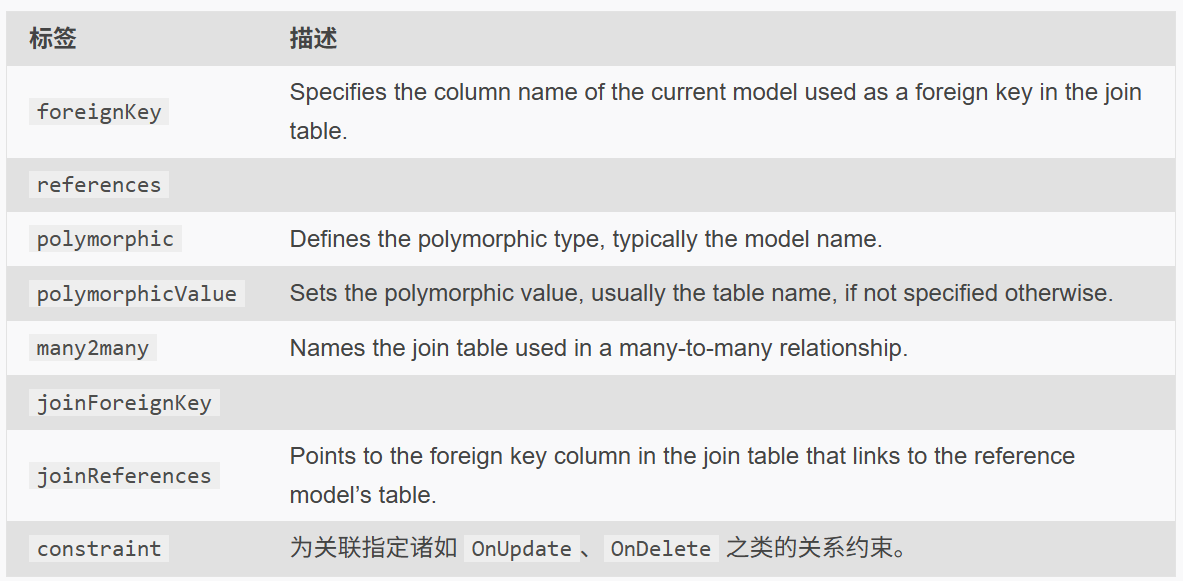 标签 描述
foreignKey Specifies the column name of the current model used as a foreign key in the join
table.
references
polymorphic Defines the polymorphic type, typically the model name.
polymorphicValue Sets the polymorphic value, usually the table name, if not specified otherwise.
many2many Names the join table used in a many-to-many relationship.
joinForeignKey
joinReferences Points to the foreign key column in the join table that links to the reference
model’s table.
constraint 为关联指定诸如 OnUpdate、OnDelete 之类的关系约束。